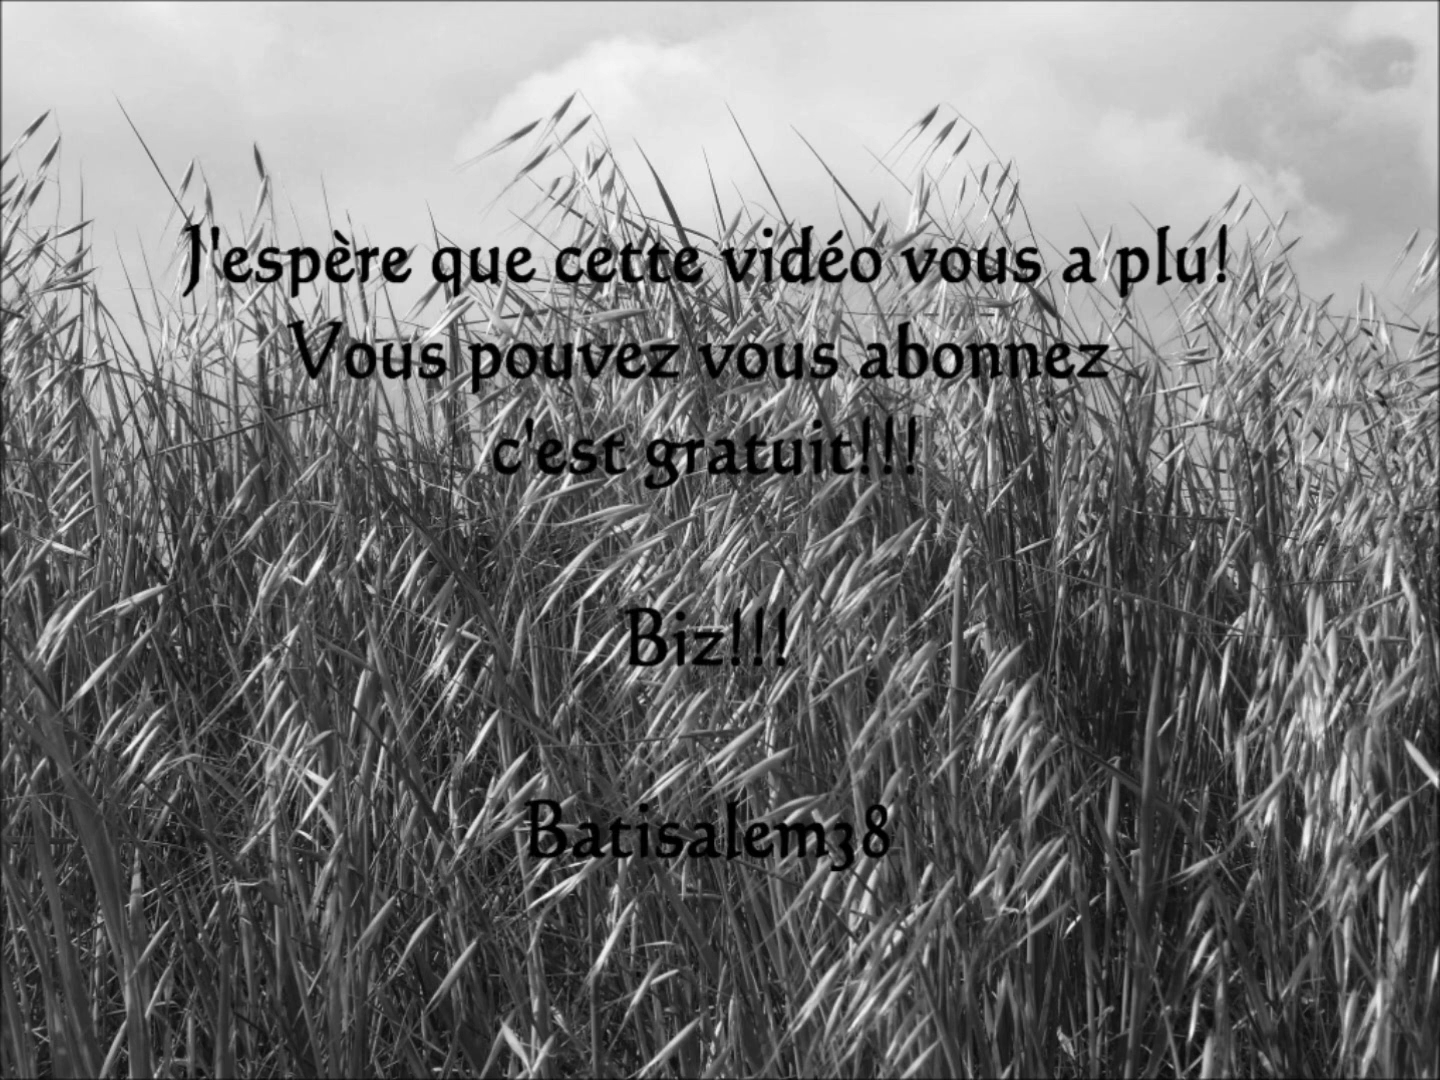 J'espère que cette vidéo vous a plu!
Vous pouvez vous abonnez
c'est gratuit!!!
Biz!!!
Batisalem38